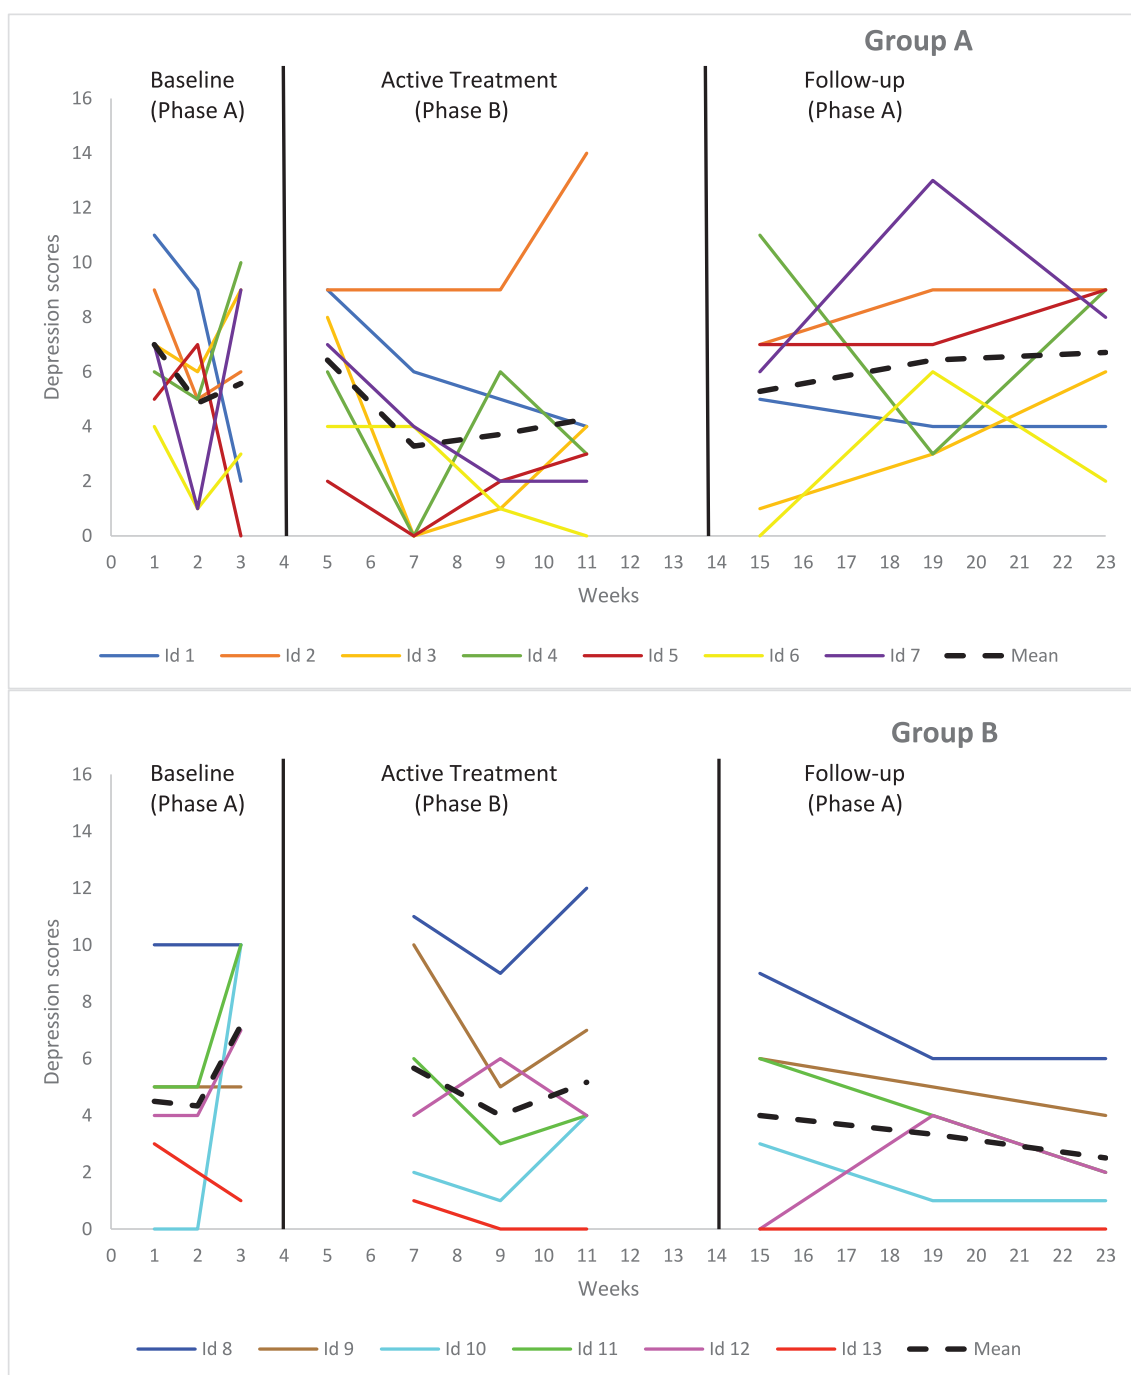 Group A
Baseline
(Phase A)
Active Treatment
(Phase B)
Follow-up
(Phase A)
Depression scores
16
14
12
10
8
6
4
2
0
0 1 2 3 4 5 6 7 8 9 10 11 12 13 14 15 16 17 19 20 21 22 23
Weeks
Id 1 Id 2 Id 3 Id 4 Id 5 Id 6 Id 7 Mean
Group B
Baseline
(Phase A)
Active Treatment
(Phase B)
Follow-up
(Phase A)
Depression scores
16
14
12
10
8
6
4
2
0
0 1 2 3 4 5 6 7 8 9 10 11 12 13 14 15 16 17 18 19 20 21 22 23
Weeks
Id 8 Id 9 Id 10 Id 11 Id 12 Id 13 Mean